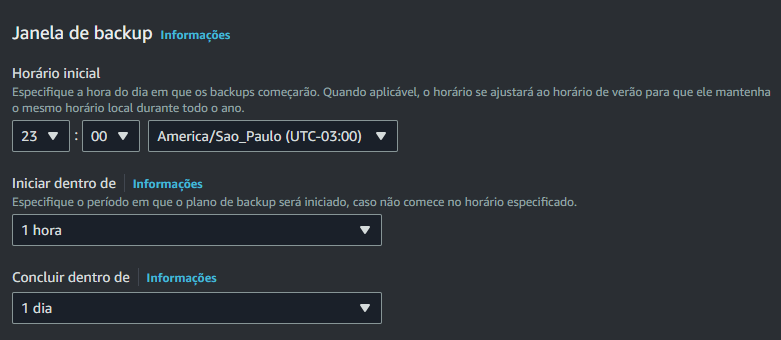 Janela de backup Informações
Horário inicial
Especifique a hora do dia em que os backups começarão. Quando aplicável, o horário se ajustará ao horário de verão para que ele mantenha
o mesmo horário local durante todo o ano.
23 : 00 America/Sao_Paulo (UTC-03:00)
Iniciar dentro de Informações
Especifique o período em que o plano de backup será iniciado, caso não comece no horário especificado.
1 hora
Concluir dentro de Informações
1 dia